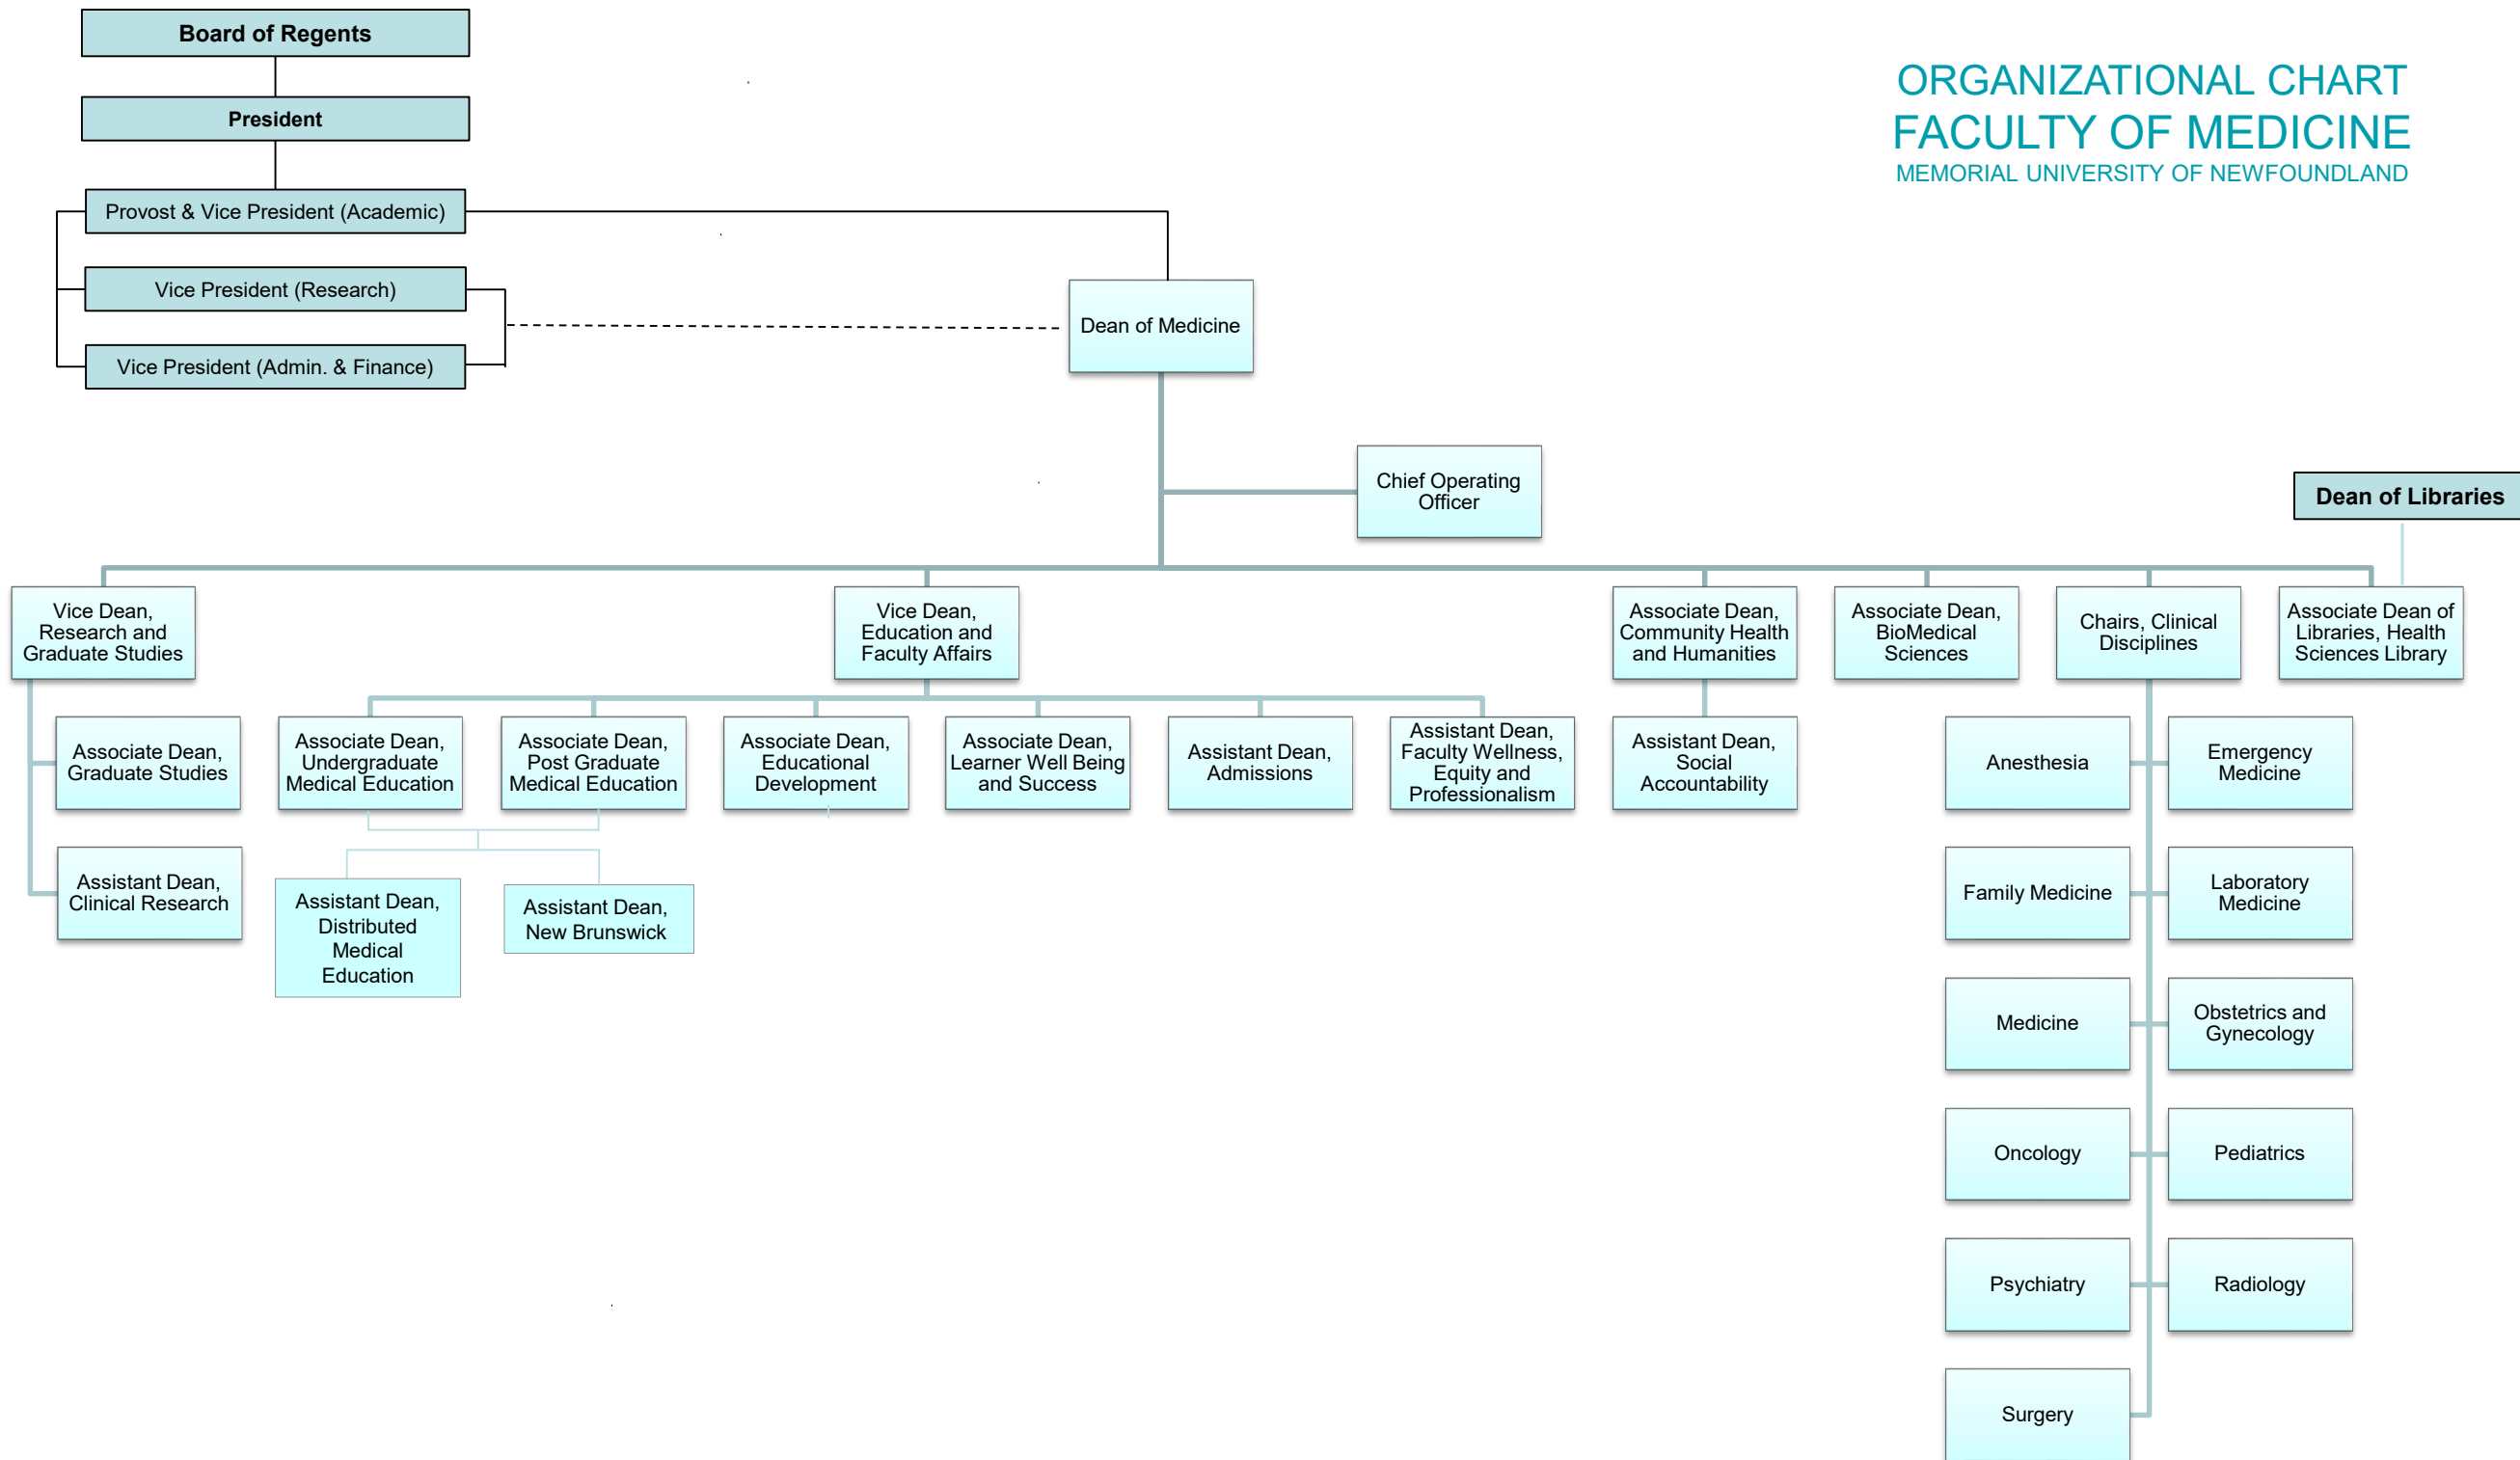 Board of Regents
ORGANIZATIONAL CHART
FACULTY OF MEDICINE
MEMORIAL UNIVERSITY OF NEWFOUNDLAND
President
Provost & Vice President (Academic)
Vice President (Research)
Vice President (Admin. & Finance)
Dean of Medicine
Chief Operating
Officer
Dean of Libraries
Vice Dean,
Research and
Graduate Studies
Vice Dean,
Education and
Faculty Affairs
Associate Dean,
Community Health
and Humanities
Associate Dean,
BioMedical
Sciences
Chairs, Clinical
Disciplines
Associate Dean of
Libraries, Health
Sciences Library
Associate Dean,
Graduate Studies
Associate Dean,
Undergraduate
Medical Education
Associate Dean,
Post Graduate
Medical Education
Associate Dean,
Educational
Development
Associate Dean,
Learner Well Being
and Success
Assistant Dean,
Admissions
Assistant Dean,
Faculty Wellness,
Equity and
Professionalism
Assistant Dean,
Social
Accountability
Anesthesia
Emergency
Medicine
Assistant Dean,
Clinical Research
Assistant Dean,
Distributed
Medical
Education
Assistant Dean,
New Brunswick
Family Medicine
Laboratory
Medicine
Medicine
Obstetrics and
Gynecology
Oncology
Pediatrics
Psychiatry
Radiology
Surgery